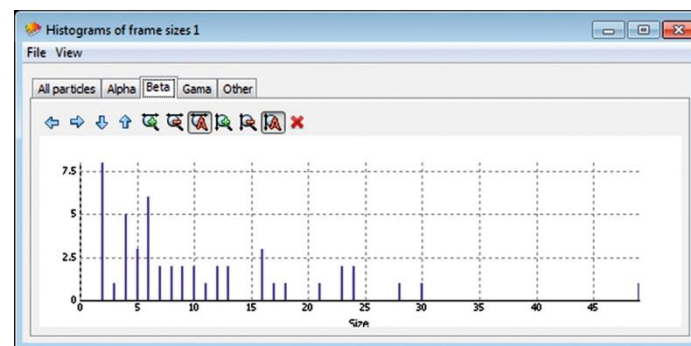 Histograms of frame sizes 1
File View
All particles Alpha Beta Gama Other
7.5
5
2.5
0
0 5 10 15 20 25 30 35 40 45
Size